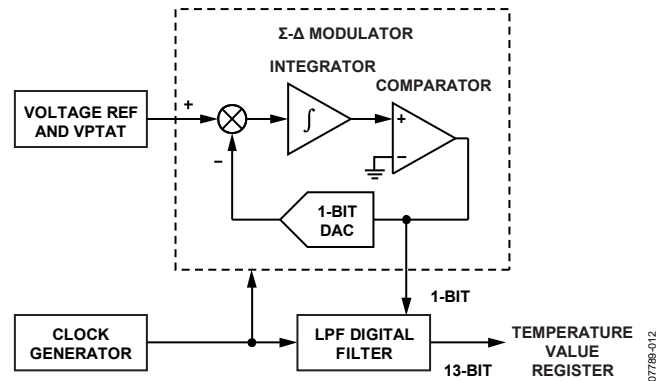 Σ-Δ MODULATOR
INTEGRATOR
COMPARATOR
VOLTAGE REF
AND VPTAT
+
−
∫
+
−
1-BIT
DAC
1-BIT
CLOCK
GENERATOR
LPF DIGITAL
FILTER
13-BIT
TEMPERATURE
VALUE
REGISTER
07789-012